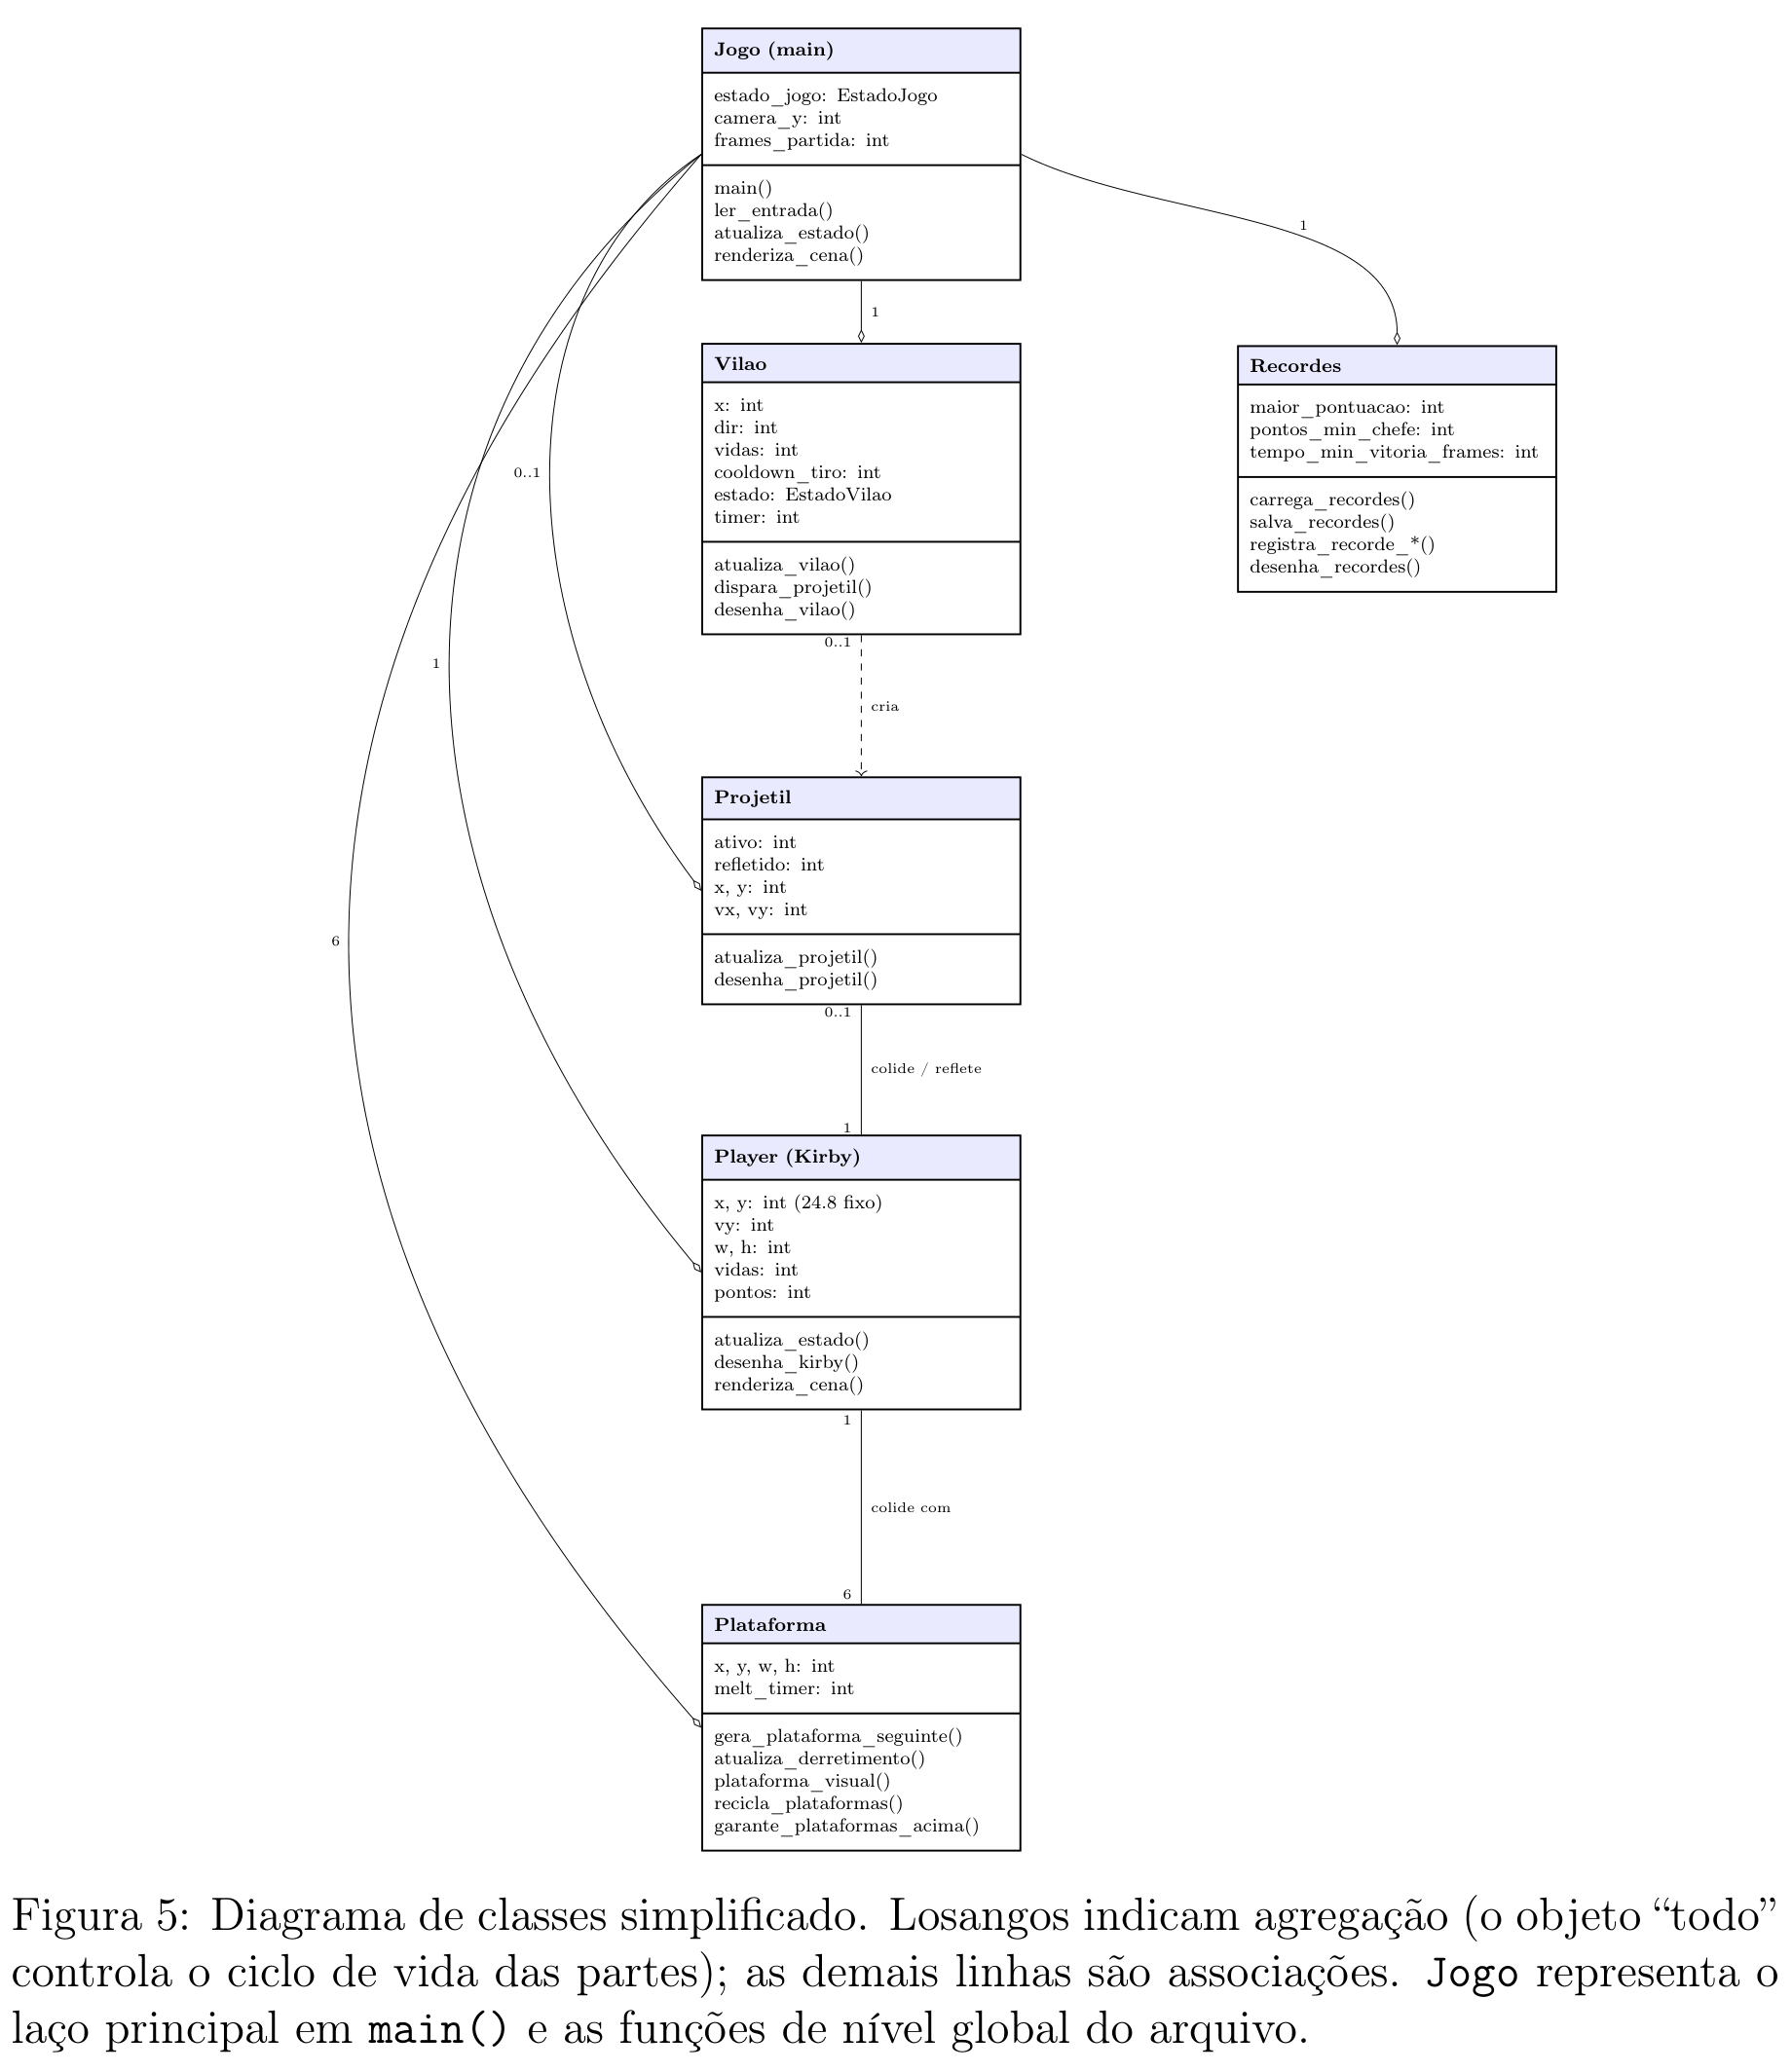 Jogo (main)
estado_jogo: EstadoJogo
camera_y: int
frames_partida: int
main()
ler_entrada()
atualiza_estado()
renderiza_cena()
1
1
Vilao
x: int
dir: int
vidas: int
cooldown_tiro: int
estado: EstadoVilao
timer: int
atualiza_vilao()
dispara_projetil()
desenha_vilao()
Recordes
maior_pontuacao: int
pontos_min_chefe: int
tempo_min_vitoria_frames: int
carrega_recordes()
salva_recordes()
registra_recorde_*()
desenha_recordes()
0..1
0..1
1
cria
Projetil
ativo: int
refletido: int
x, y: int
vx, vy: int
atualiza_projetil()
desenha_projetil()
6
0..1
colide / reflete
1
Player (Kirby)
x, y: int (24.8 fixo)
vy: int
w, h: int
vidas: int
pontos: int
atualiza_estado()
desenha_kirby()
renderiza_cena()
1
colide com
6
Plataforma
x, y, w, h: int
melt_timer: int
gera_plataforma_seguinte()
atualiza_derretimento()
plataforma_visual()
recicla_plataformas()
garante_plataformas_acima()
Figura 5: Diagrama de classes simplificado. Losangos indicam agregação (o objeto “todo”
controla o ciclo de vida das partes); as demais linhas são associações. Jogo representa o
laço principal em main() e as funções de nível global do arquivo.